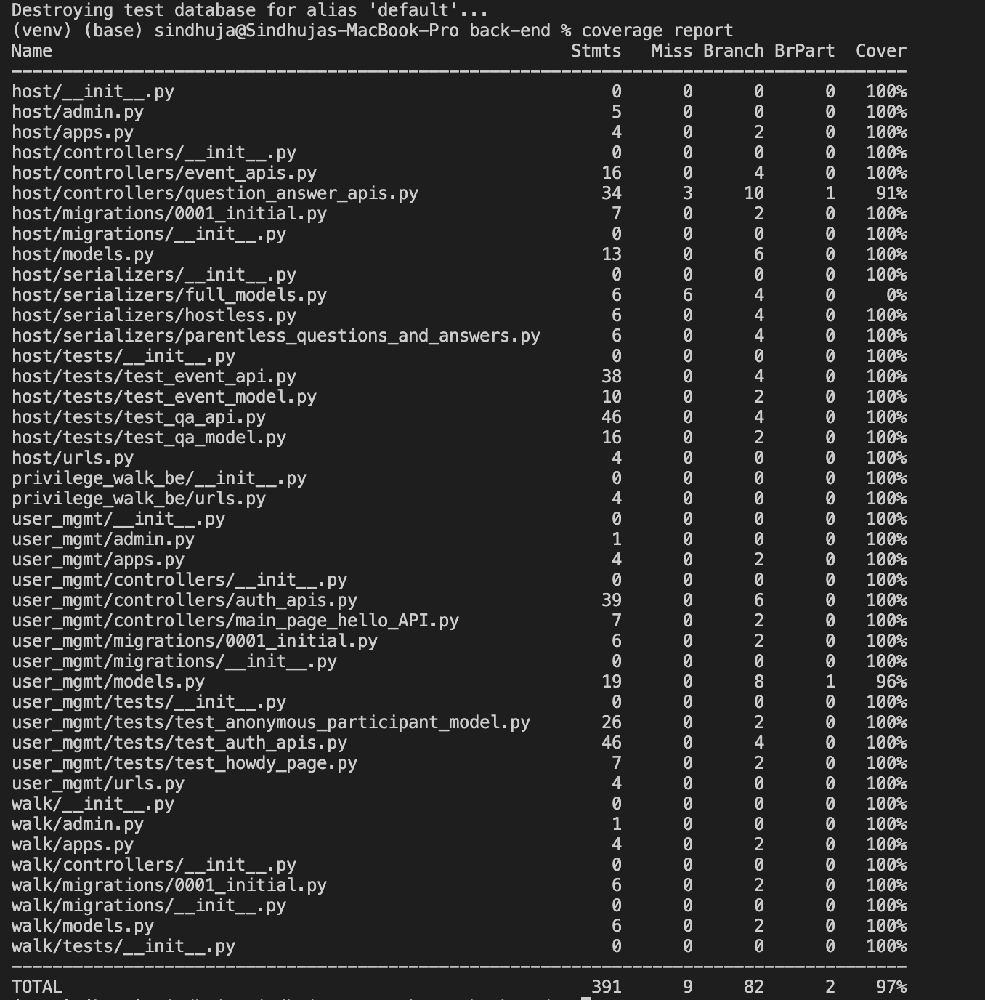 Destroying test database for alias 'default'...
(venv) (base) sindhuja@Sindhujas-MacBook-Pro back-end % coverage report
Name Stmts Miss Branch BrPart Cover
host/__init__.py 0 0 0 0 100%
host/admin.py 5 0 0 0 100%
host/apps.py 4 0 2 0 100%
host/controllers/__init__.py 0 0 0 0 100%
host/controllers/event_apis.py 16 0 4 0 100%
host/controllers/question_answer_apis.py 34 3 10 1 91%
host/migrations/0001_initial.py 7 0 2 0 100%
host/migrations/__init__.py 0 0 0 0 100%
host/models.py 13 0 6 0 100%
host/serializers/__init__.py 0 0 0 0 100%
host/serializers/full_models.py 6 6 4 0 0%
host/serializers/hostless.py 6 0 4 0 100%
host/serializers/parentless_questions_and_answers.py 6 0 4 0 100%
host/tests/__init__.py 0 0 0 0 100%
host/tests/test_event_api.py 38 0 4 0 100%
host/tests/test_event_model.py 10 0 2 0 100%
host/tests/test_qa_api.py 46 0 4 0 100%
host/tests/test_qa_model.py 16 0 2 0 100%
host/urls.py 4 0 0 0 100%
privilege_walk_be/__init__.py 0 0 0 0 100%
privilege_walk_be/urls.py 4 0 0 0 100%
user_mgmt/__init__.py 0 0 0 0 100%
user_mgmt/admin.py 1 0 0 0 100%
user_mgmt/apps.py 4 0 2 0 100%
user_mgmt/controllers/__init__.py 0 0 0 0 100%
user_mgmt/controllers/auth_apis.py 39 0 6 0 100%
user_mgmt/controllers/main_page_hello_API.py 7 0 2 0 100%
user_mgmt/migrations/0001_initial.py 6 0 2 0 100%
user_mgmt/migrations/__init__.py 0 0 0 0 100%
user_mgmt/models.py 19 0 8 1 96%
user_mgmt/tests/__init__.py 0 0 0 0 100%
user_mgmt/tests/test_anonymous_participant_model.py 26 0 2 0 100%
user_mgmt/tests/test_auth_apis.py 46 0 4 0 100%
user_mgmt/tests/test_howdy_page.py 7 0 2 0 100%
user_mgmt/urls.py 4 0 0 0 100%
walk/__init__.py 0 0 0 0 100%
walk/admin.py 1 0 0 0 100%
walk/apps.py 4 0 2 0 100%
walk/controllers/__init__.py 0 0 0 0 100%
walk/migrations/0001_initial.py 6 0 2 0 100%
walk/migrations/__init__.py 0 0 0 0 100%
walk/models.py 6 0 2 0 100%
walk/tests/__init__.py 0 0 0 0 100%
TOTAL 391 9 82 2 97%